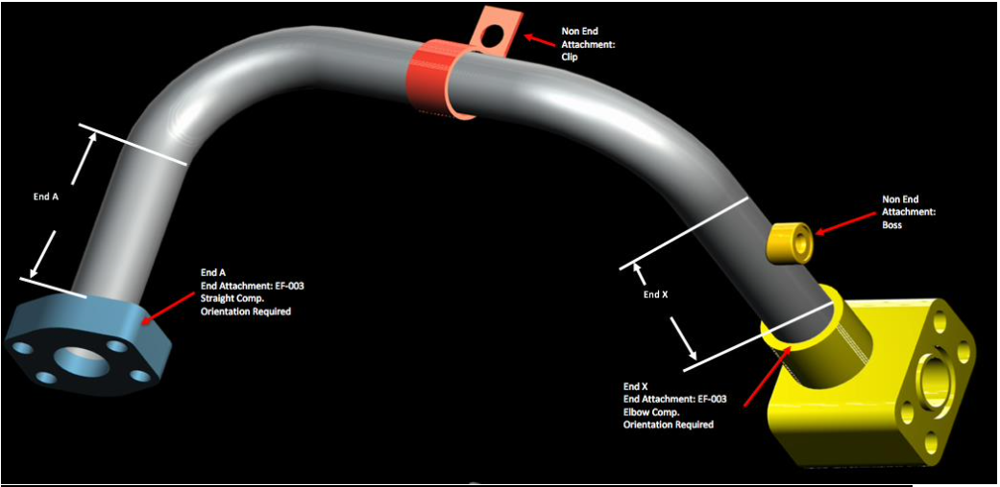 Non End
Attachment:
Clip
End A
Non End
Attachment:
Boss
End A
End Attachment: EF-003
Straight Comp.
Orientation Required
End X
End X
End Attachment: EF-003
Elbow Comp.
Orientation Required